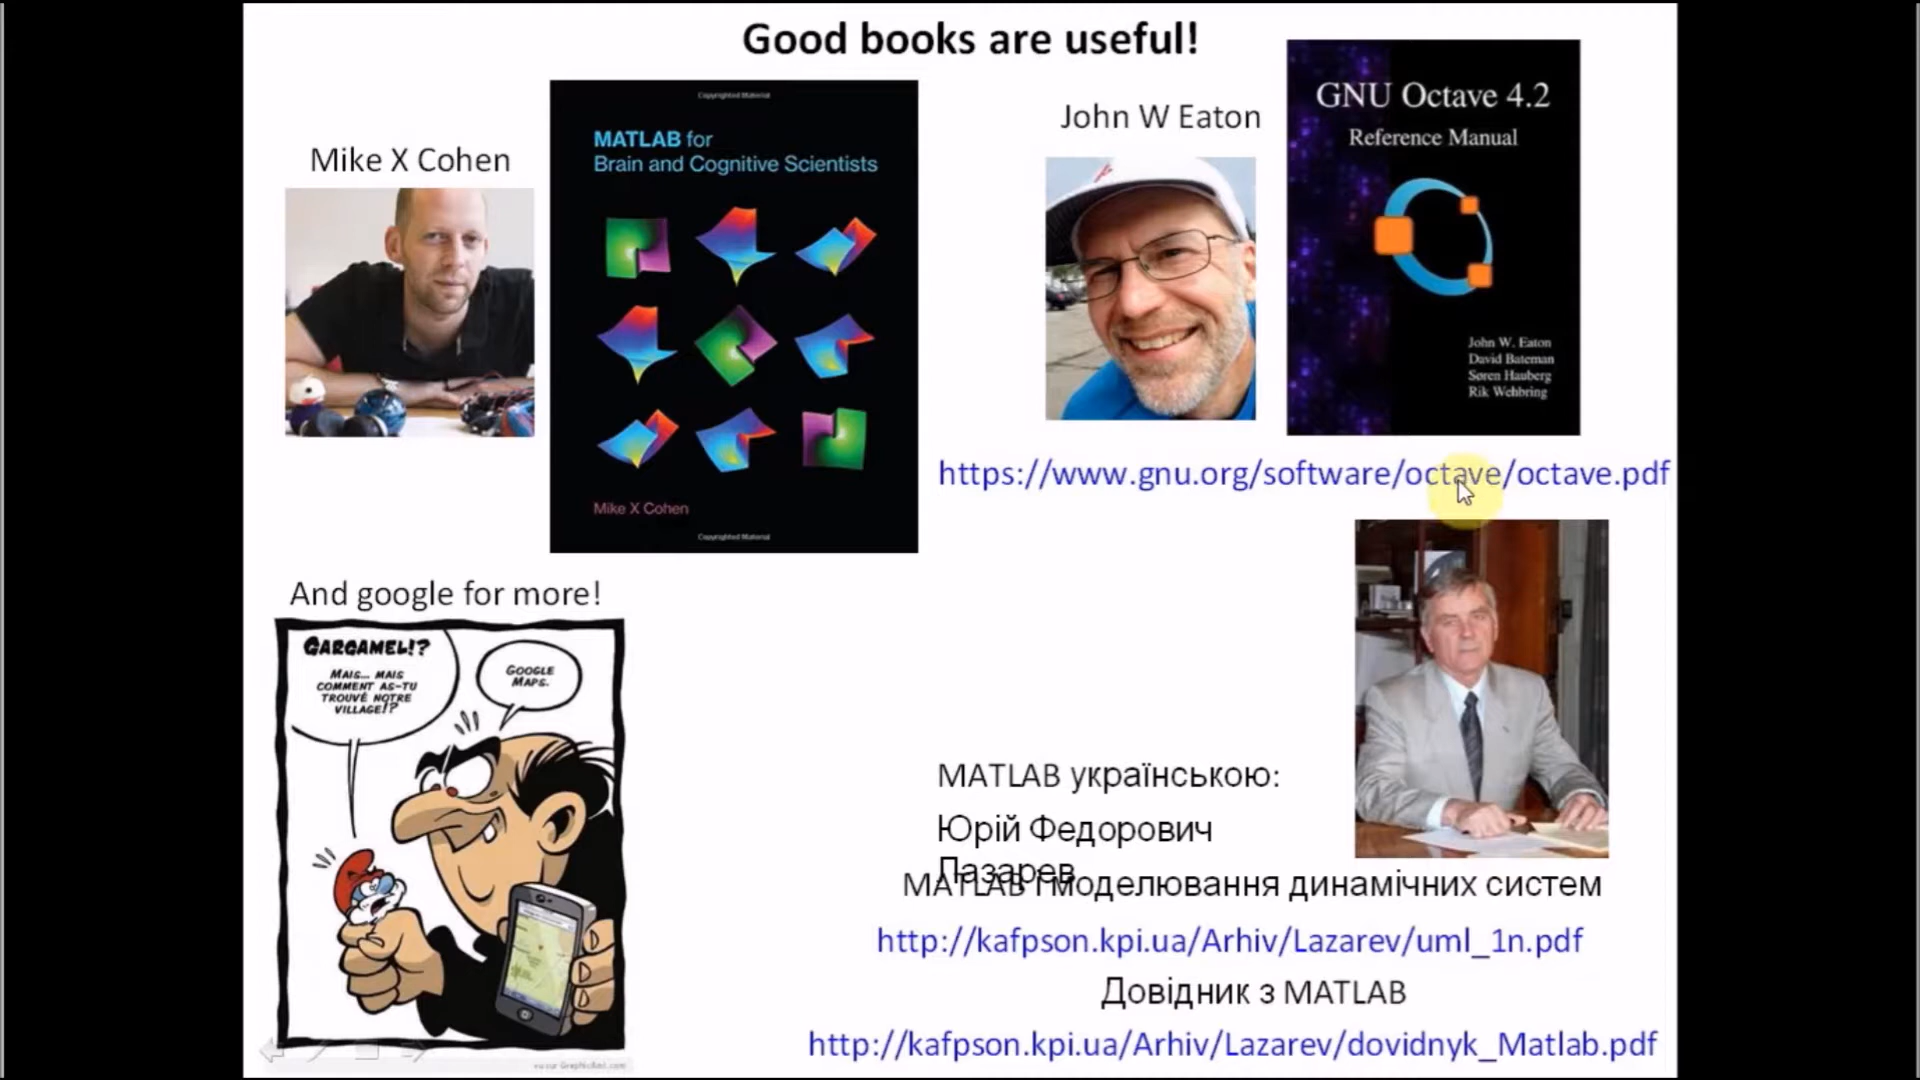 Good books are useful!
Mike X Cohen
Copyrighted Material
MATLAB for
Brain and Cognitive Scientists
Mike X Cohen
Copyrighted Material
John W Eaton
GNU Octave 4.2
Reference Manual
John W. Eaton
David Bateman
Søren Hauberg
Rik Wehbring
https://www.gnu.org/software/octave/octave.pdf
And google for more!
GARGAMEL!?
MAIS... MAIS
COMMENT AS-TU
TROUVÉ NOTRE
VILLAGE!?
GOOGLE
MAPS.
MATLAB українською:
Юрій Федорович
Лазарев
MATLAB і моделювання динамічних систем
http://kafpson.kpi.ua/Arhiv/Lazarev/uml_1n.pdf
Довідник з MATLAB
http://kafpson.kpi.ua/Arhiv/Lazarev/dovidnyk_Matlab.pdf